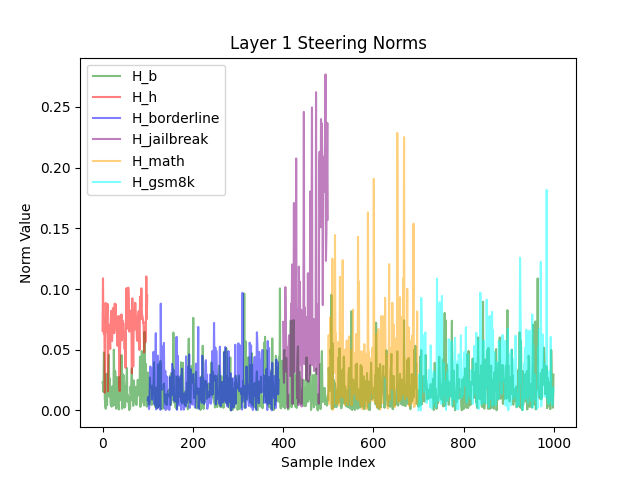 Layer 1 Steering Norms
H_b
H_h
H_borderline
H_jailbreak
H_math
H_gsm8k
Norm Value
0.25
0.20
0.15
0.10
0.05
0.00
0 200 400 600 800 1000
Sample Index